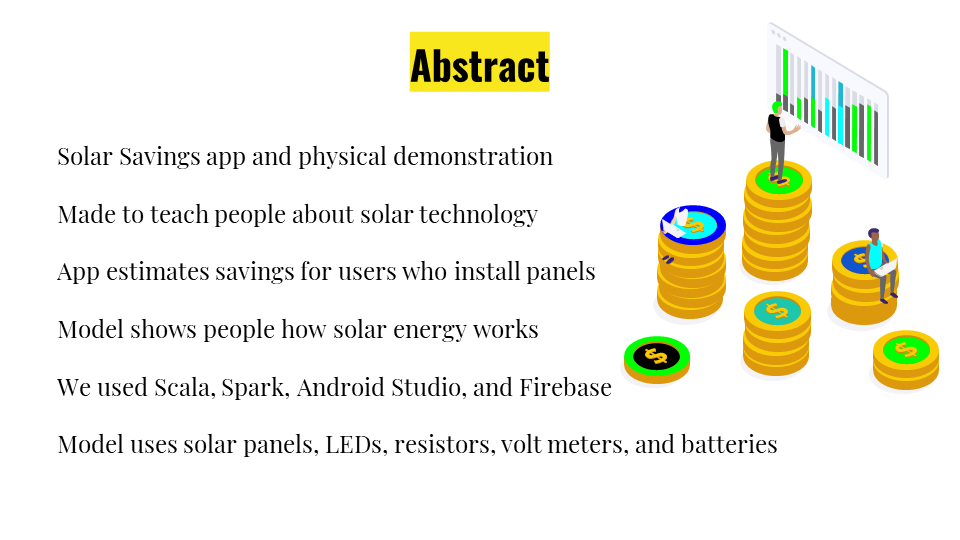 Abstract
Solar Savings app and physical demonstration
Made to teach people about solar technology
App estimates savings for users who install panels
Model shows people how solar energy works
We used Scala, Spark, Android Studio, and Firebase
Model uses solar panels, LEDs, resistors, volt meters, and batteries